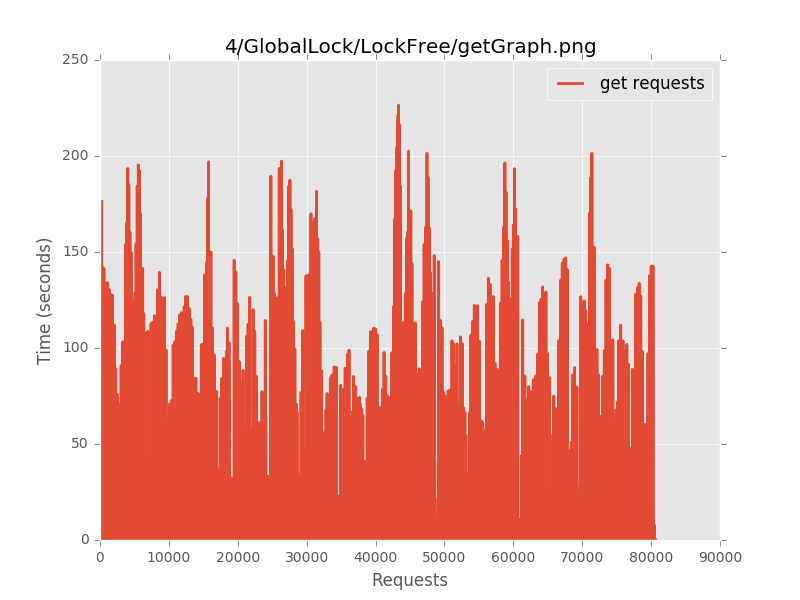 4/GlobalLock/LockFree/getGraph.png
250
200
150
100
50
0
Time (seconds)
get requests
0 10000 20000 30000 40000 50000 60000 70000 80000 90000
Requests